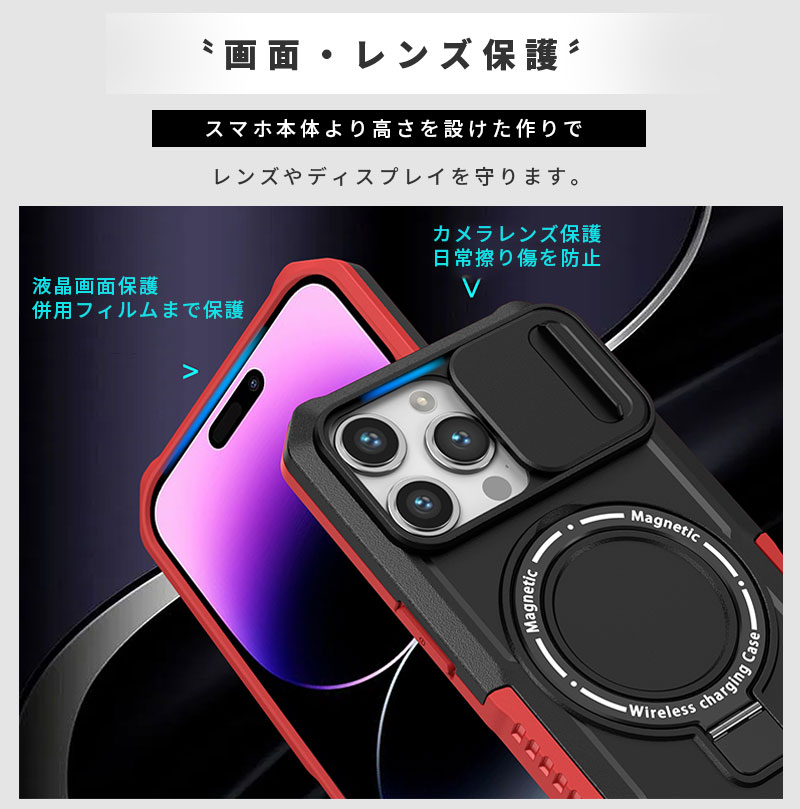 〝画面・レンズ保護〞
スマホ本体より高さを設けた作りで
レンズやディスプレイを守ります。
カメラレンズ保護
日常擦り傷を防止
液晶画面保護
併用フィルムまで保護
Magnetic
Magnetic
Wireless charging Case